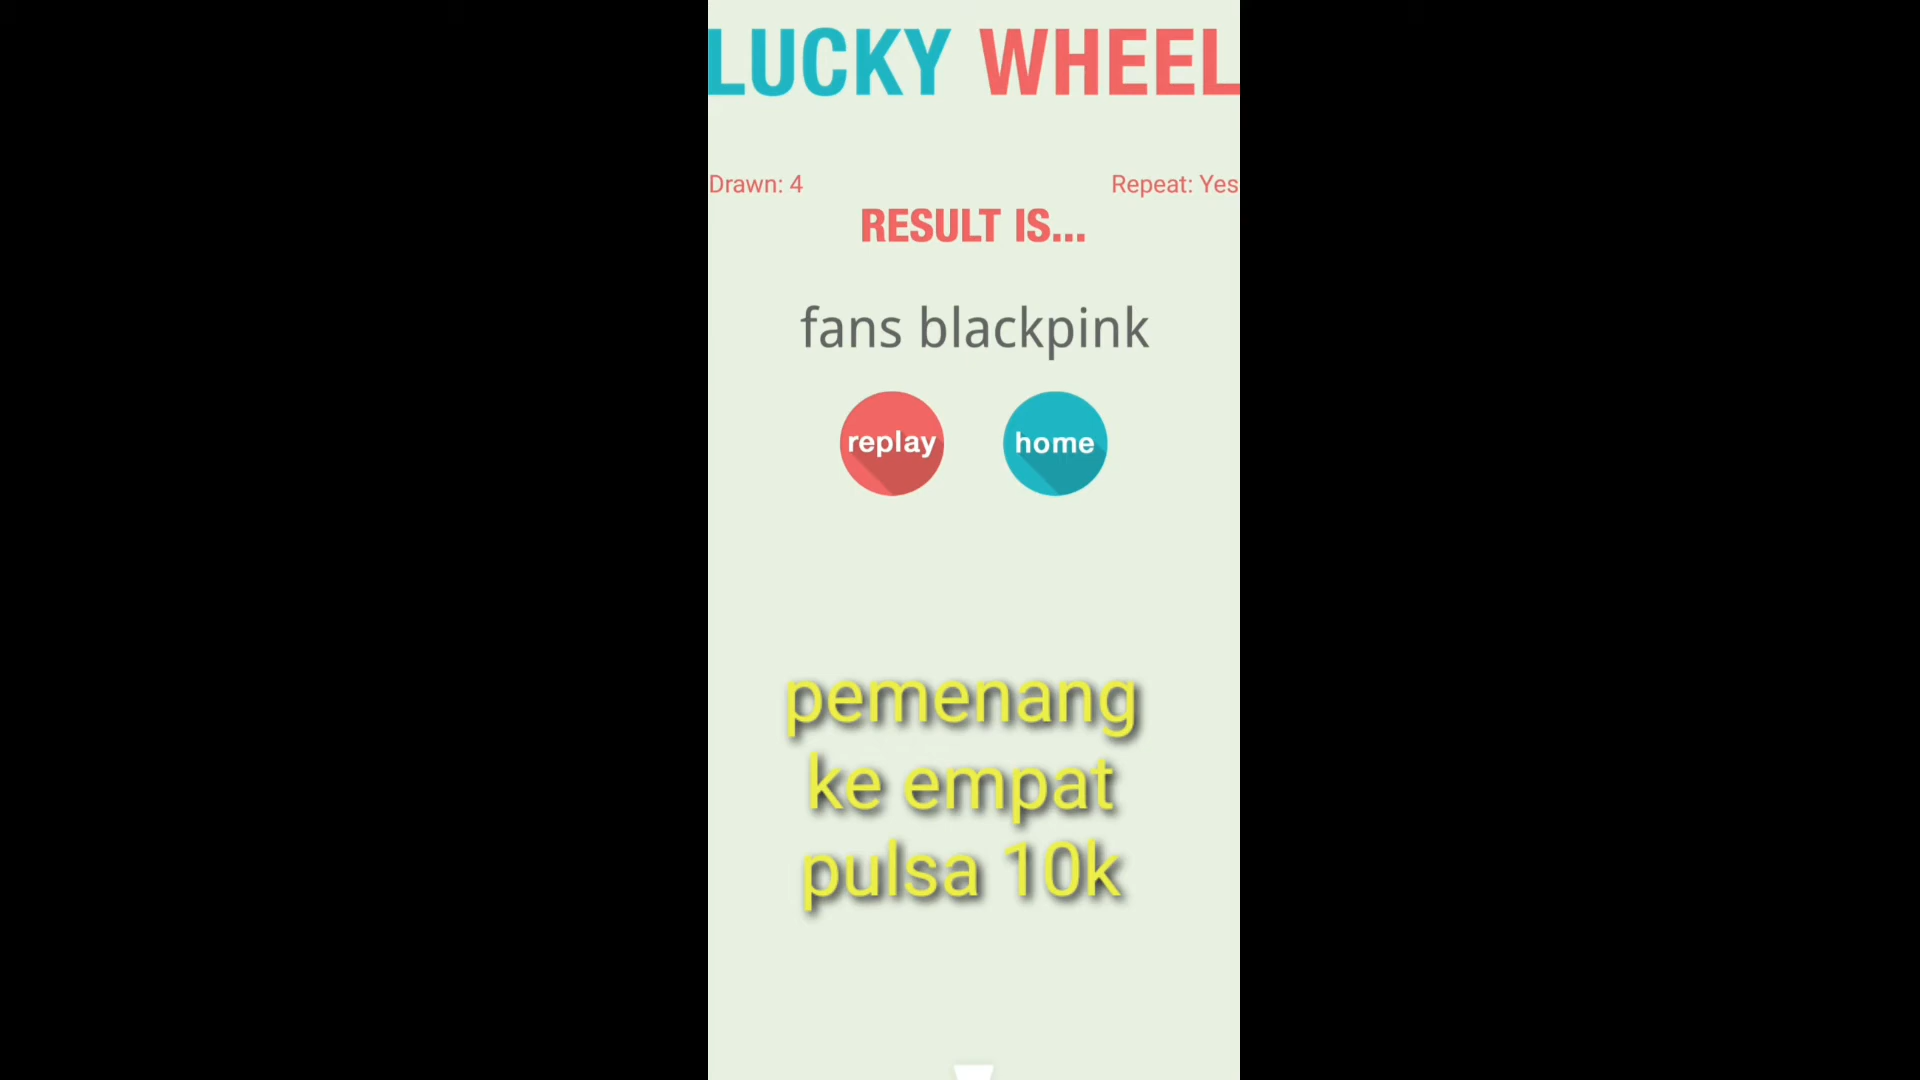 LUCKY WHEEL
Drawn: 4 Repeat: Yes
RESULT IS...
fans blackpink
replay home
pemenang
ke empat
pulsa 10k